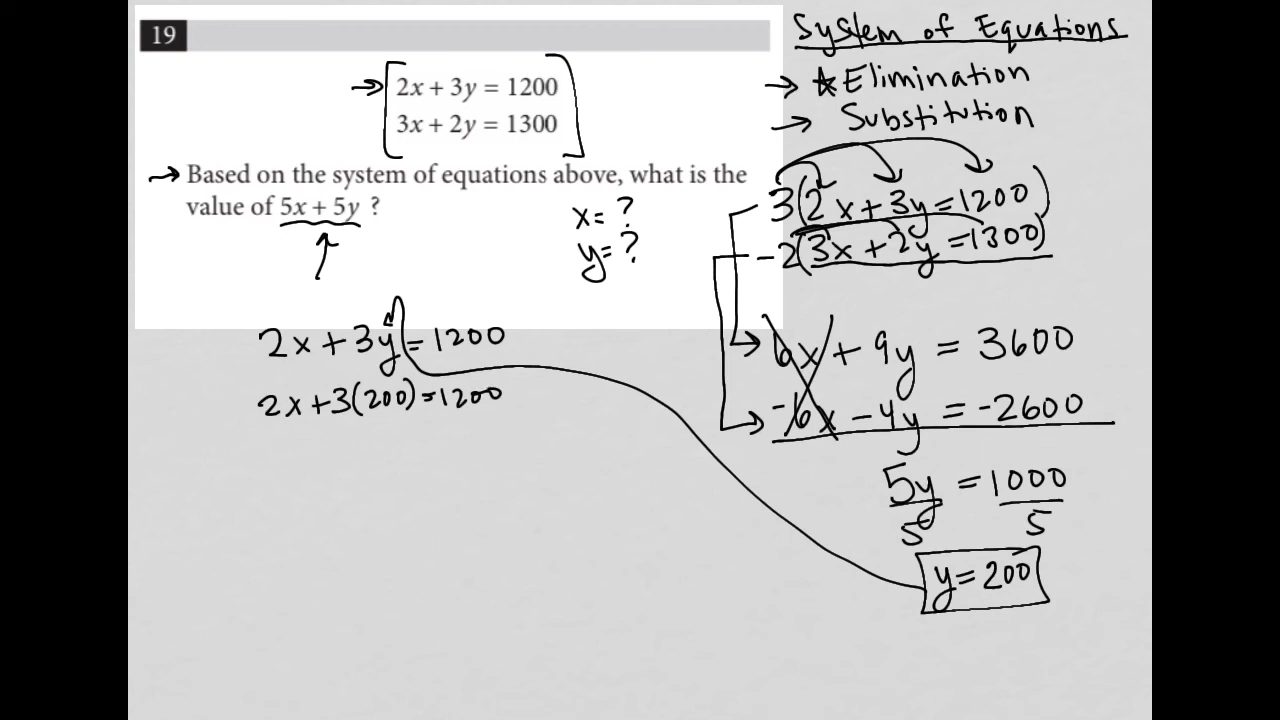 19
2x + 3y = 1200
3x + 2y = 1300
Based on the system of equations above, what is the
value of 5x + 5y ?
x = ?
y = ?
System of Equations
→ ★ Elimination
→ Substitution
3(2x + 3y = 1200)
-2(3x + 2y = 1300)
6x + 9y = 3600
-6x - 4y = -2600
5y = 1000
5 5
y = 200
2x + 3y = 1200
2x + 3(200) = 1200